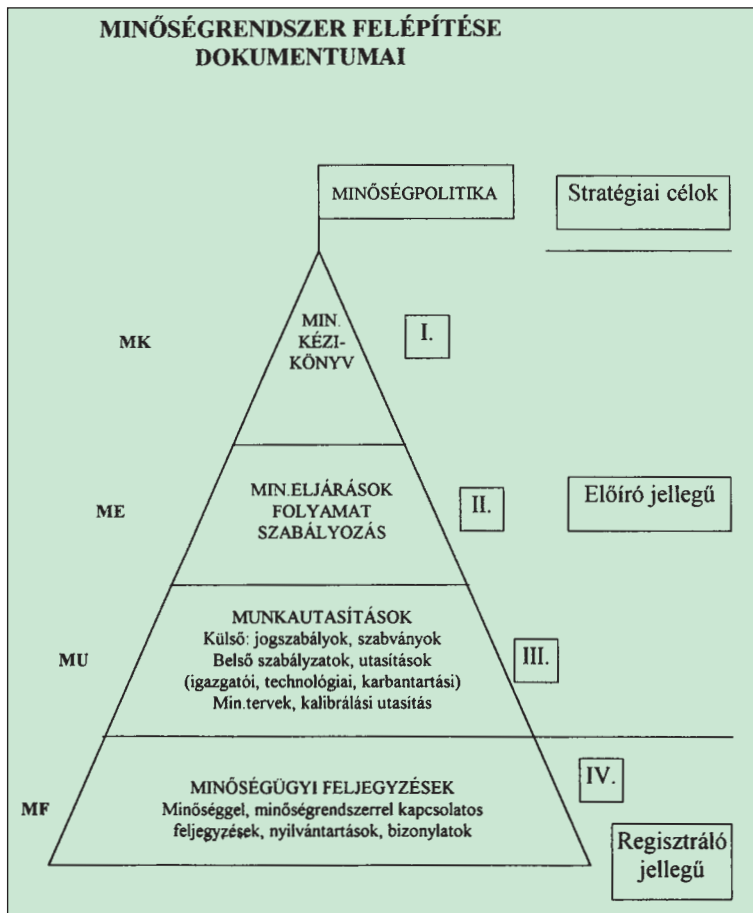 MINŐSÉGRENDSZER FELÉPÍTÉSE
DOKUMENTUMAI
MINŐSÉGPOLITIKA
Stratégiai célok
MK
MIN.
KÉZI-
KÖNYV
I.
ME
MIN.ELJÁRÁSOK
FOLYAMAT
SZABÁLYOZÁS
II.
Előíró jellegű
MU
MUNKAUTASÍTÁSOK
Külső: jogszabályok, szabványok
Belső szabályzatok, utasítások
(igazgatói, technológiai, karbantartási)
Min.tervek, kalibrálási utasítás
III.
MF
MINŐSÉGÜGYI FELJEGYZÉSEK
Minőséggel, minőségrendszerrel kapcsolatos
feljegyzések, nyilvántartások, bizonylatok
IV.
Regisztráló
jellegű